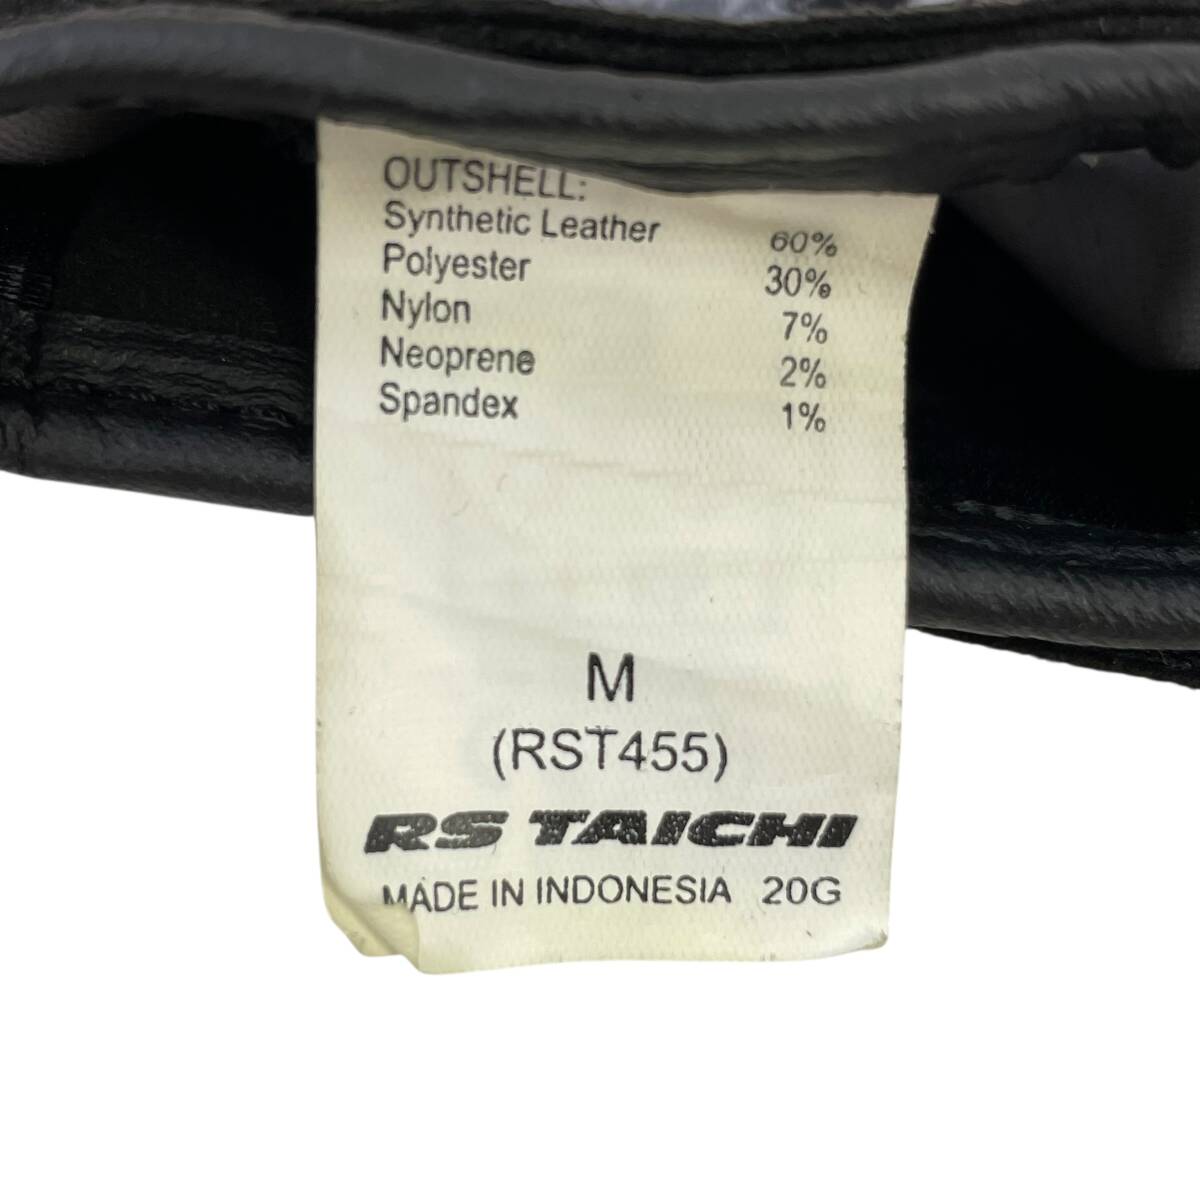 OUTSHELL:
Synthetic Leather 60%
Polyester 30%
Nylon 7%
Neoprene 2%
Spandex 1%
M
(RST455)
RS TAICHI
MADE IN INDONESIA 20G